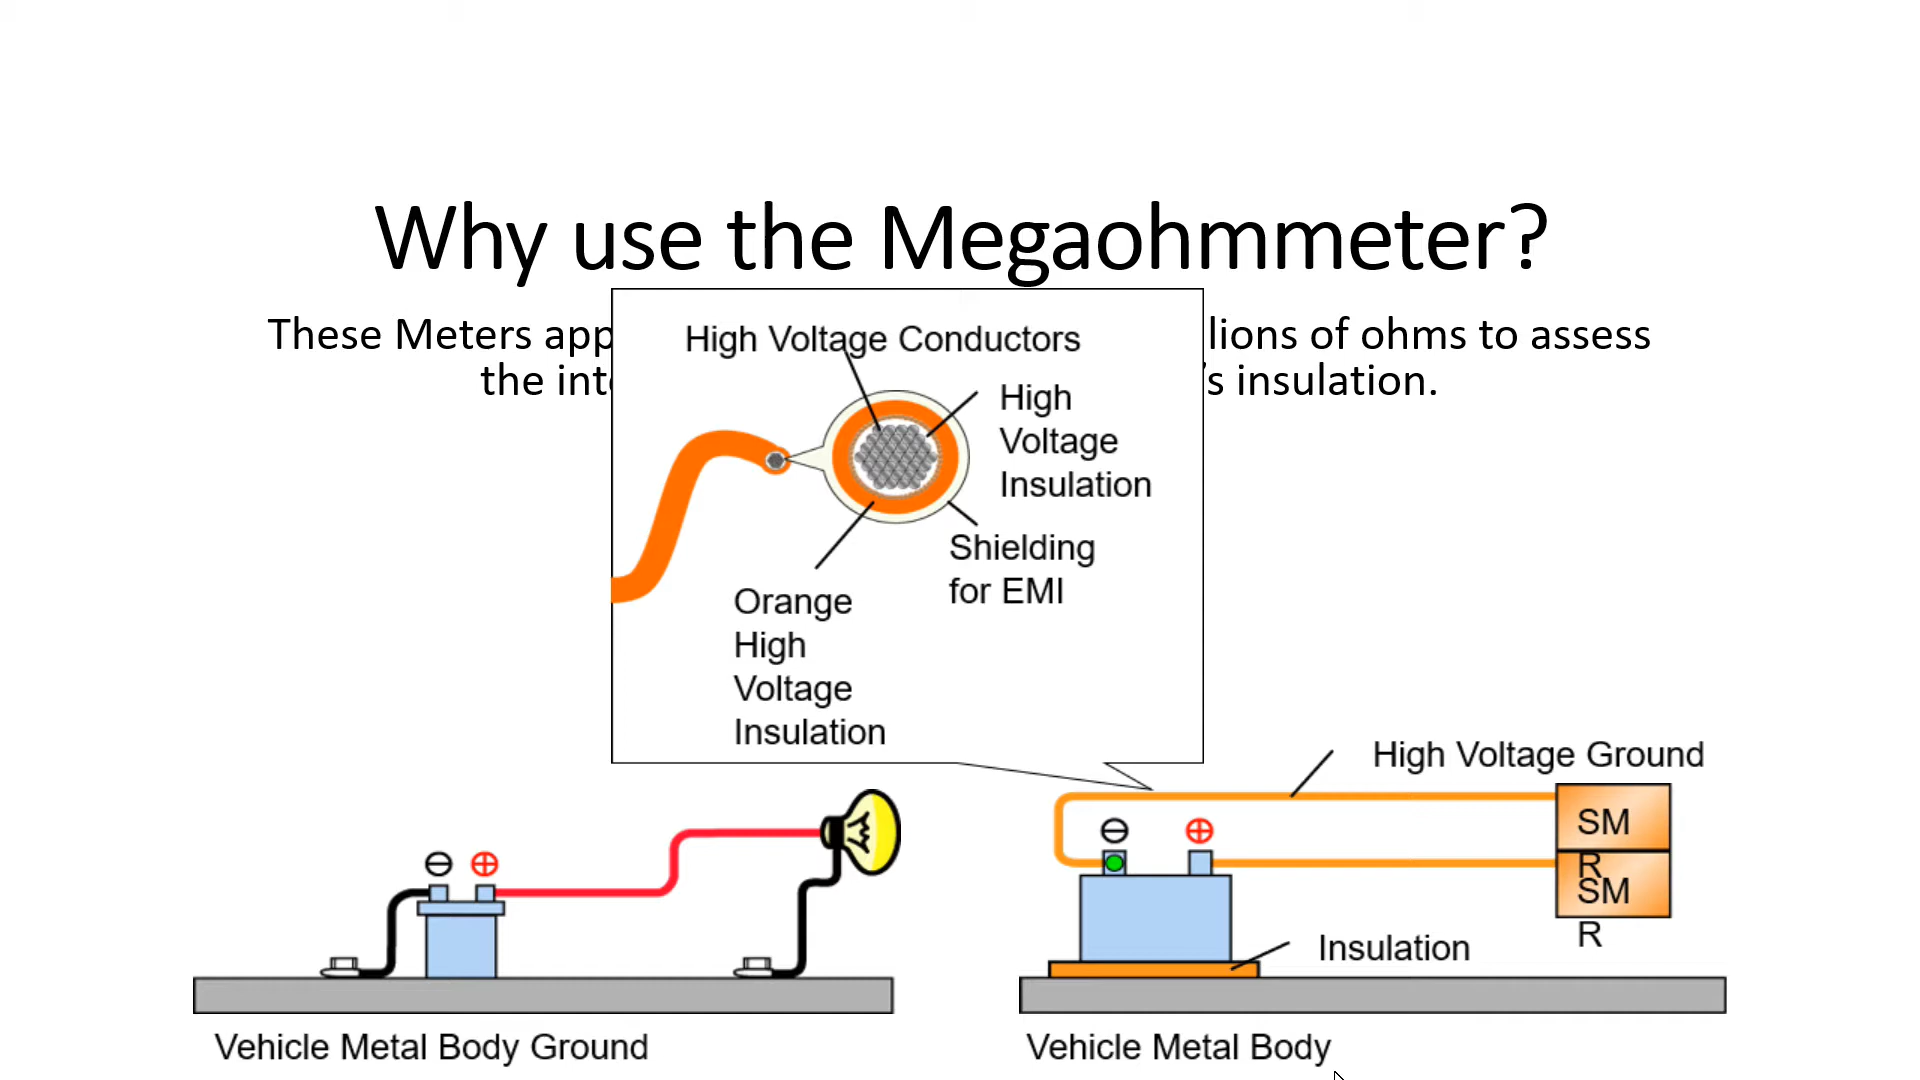 Why use the Megaohmmeter?
These Meters app
lions of ohms to assess
the int
's insulation.
High Voltage Conductors
High
Voltage
Insulation
Shielding
for EMI
Orange
High
Voltage
Insulation
High Voltage Ground
SM
R
SM
R
⊖ ⊕
⊖ ⊕
Insulation
Vehicle Metal Body Ground
Vehicle Metal Body